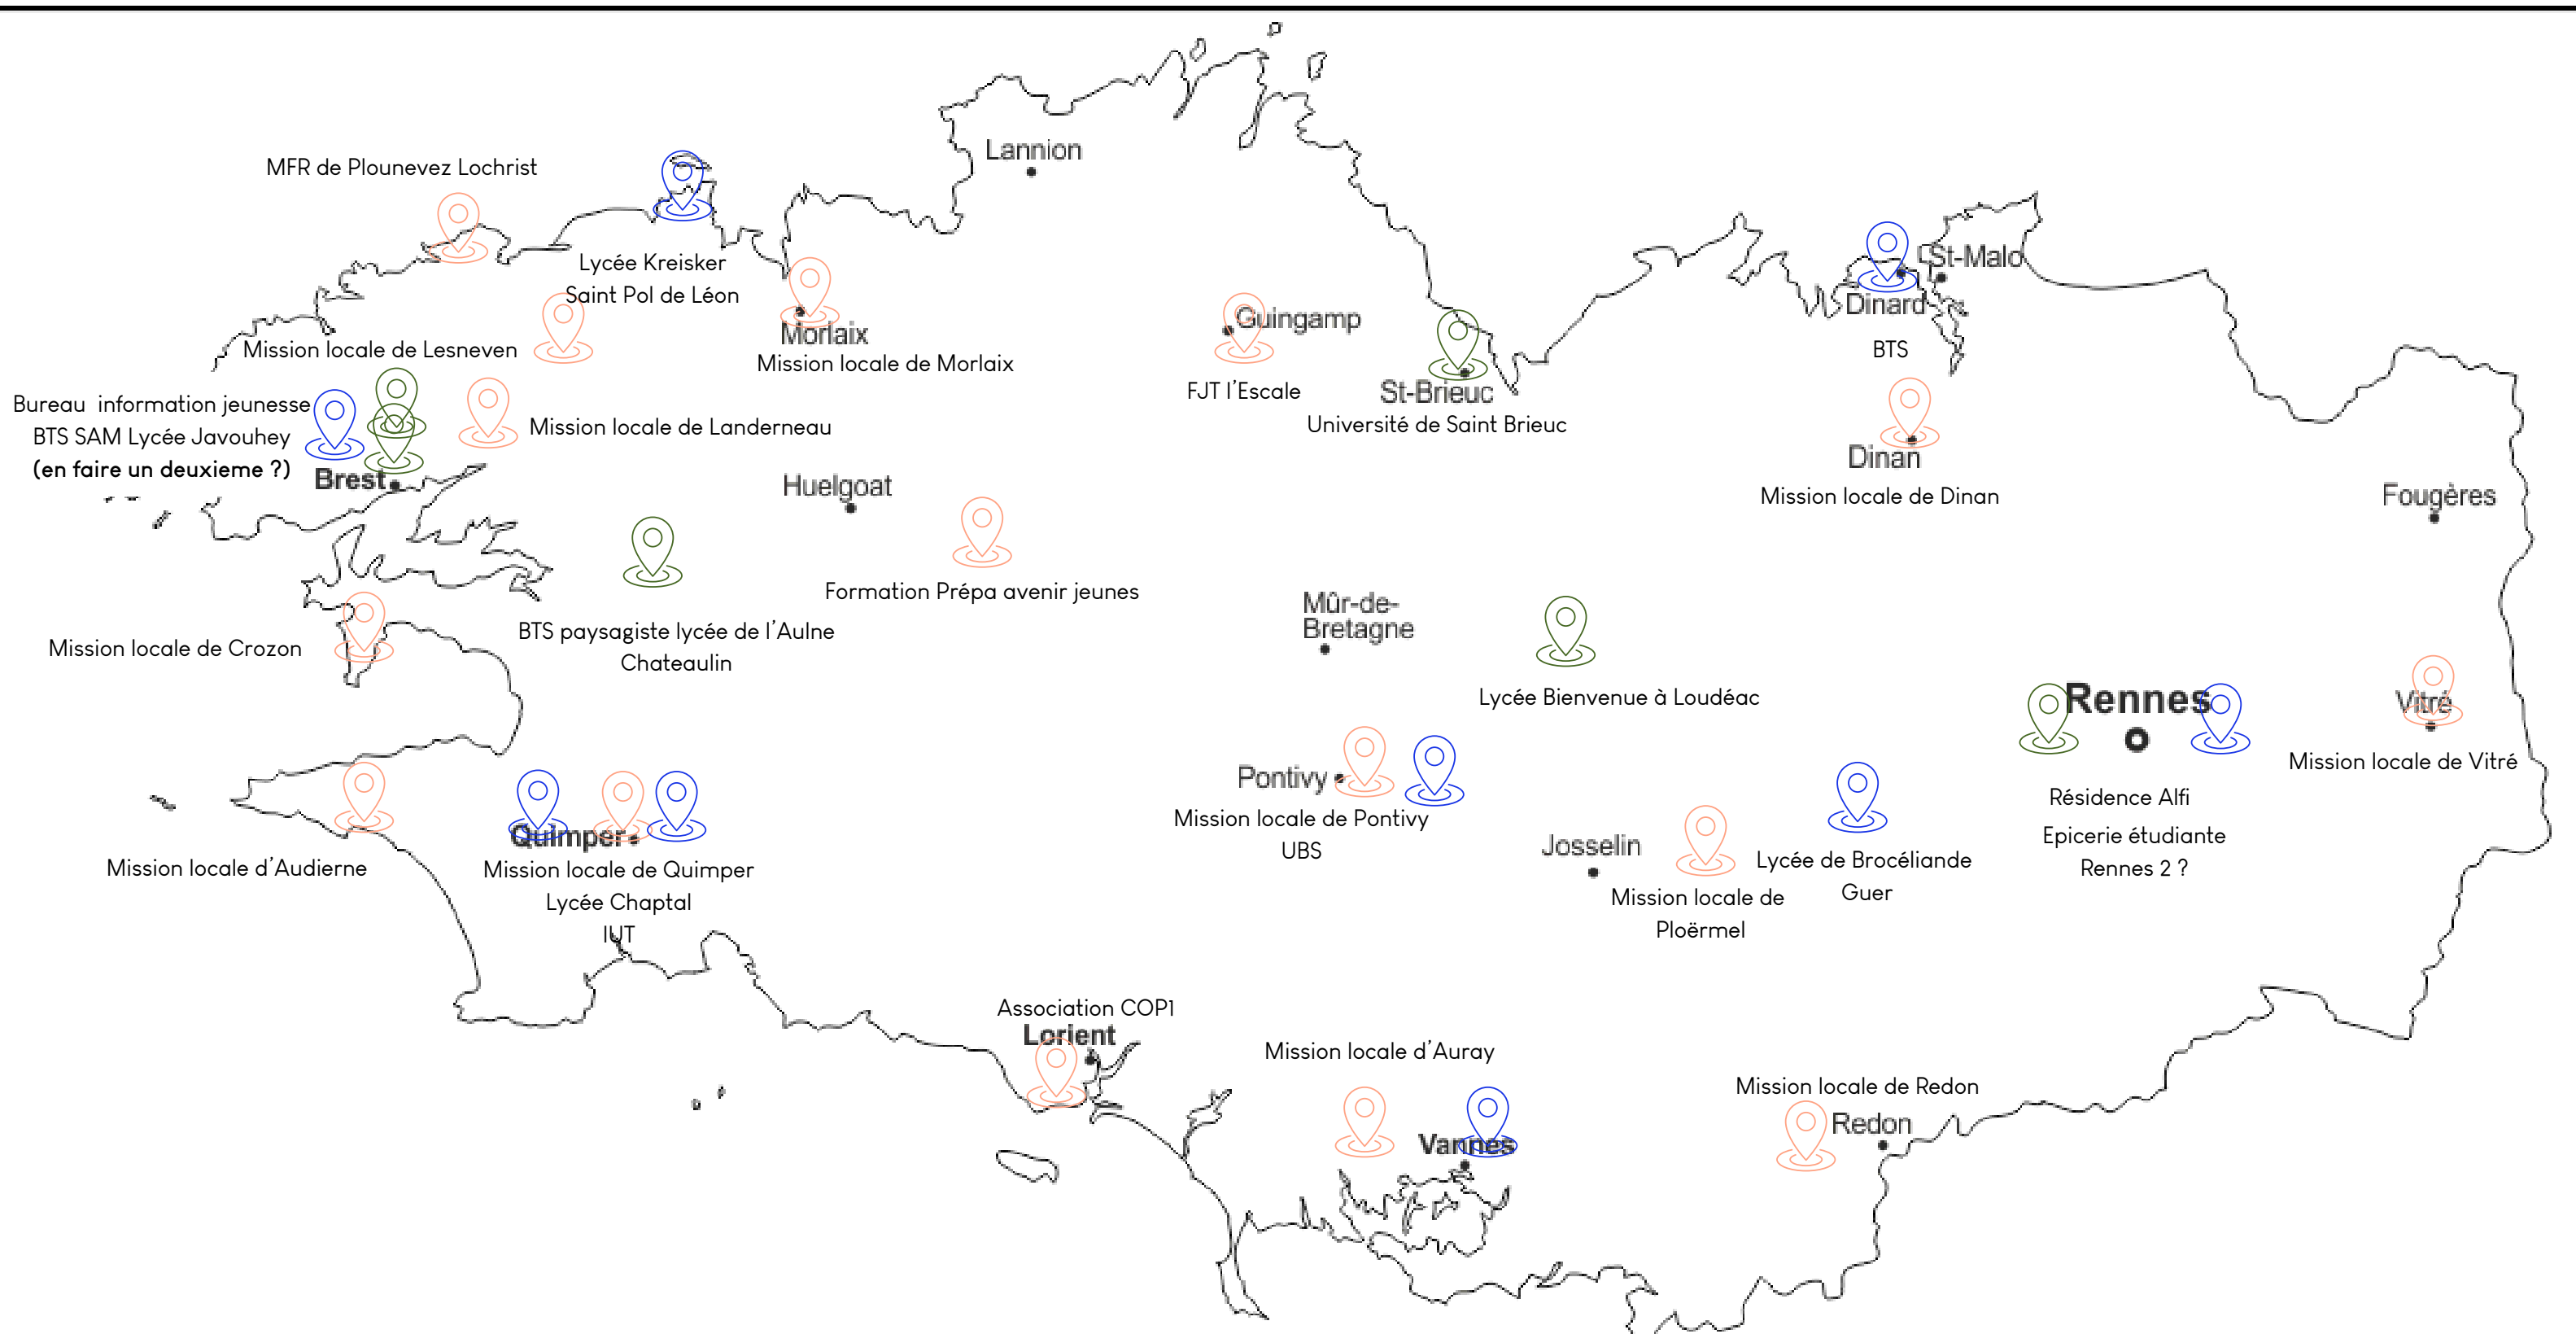 Lannion
MFR de Plounevez Lochrist
Lycée Kreisker
Saint Pol de Léon
St-Malo
Dinard
BTS
Morlaix
Mission locale de Morlaix
Guingamp
FJT l'Escale
St-Brieuc
Université de Saint Brieuc
Mission locale de Lesneven
Bureau  information jeunesse
BTS SAM Lycée Javouhey
(en faire un deuxieme ?)
Brest
Mission locale de Landerneau
Dinan
Mission locale de Dinan
Huelgoat
Fougères
Formation Prépa avenir jeunes
Mûr-de-
Bretagne
BTS paysagiste lycée de l'Aulne
Chateaulin
Mission locale de Crozon
Lycée Bienvenue à Loudéac
Rennes
Résidence Alfi
Epicerie étudiante
Rennes 2 ?
Vitré
Mission locale de Vitré
Pontivy
Mission locale de Pontivy
UBS
Josselin
Mission locale de
Ploërmel
Lycée de Brocéliande
Guer
Mission locale d'Audierne
Quimper
Mission locale de Quimper
Lycée Chaptal
IUT
Association COP1
Lorient
Mission locale d'Auray
Vannes
Mission locale de Redon
Redon